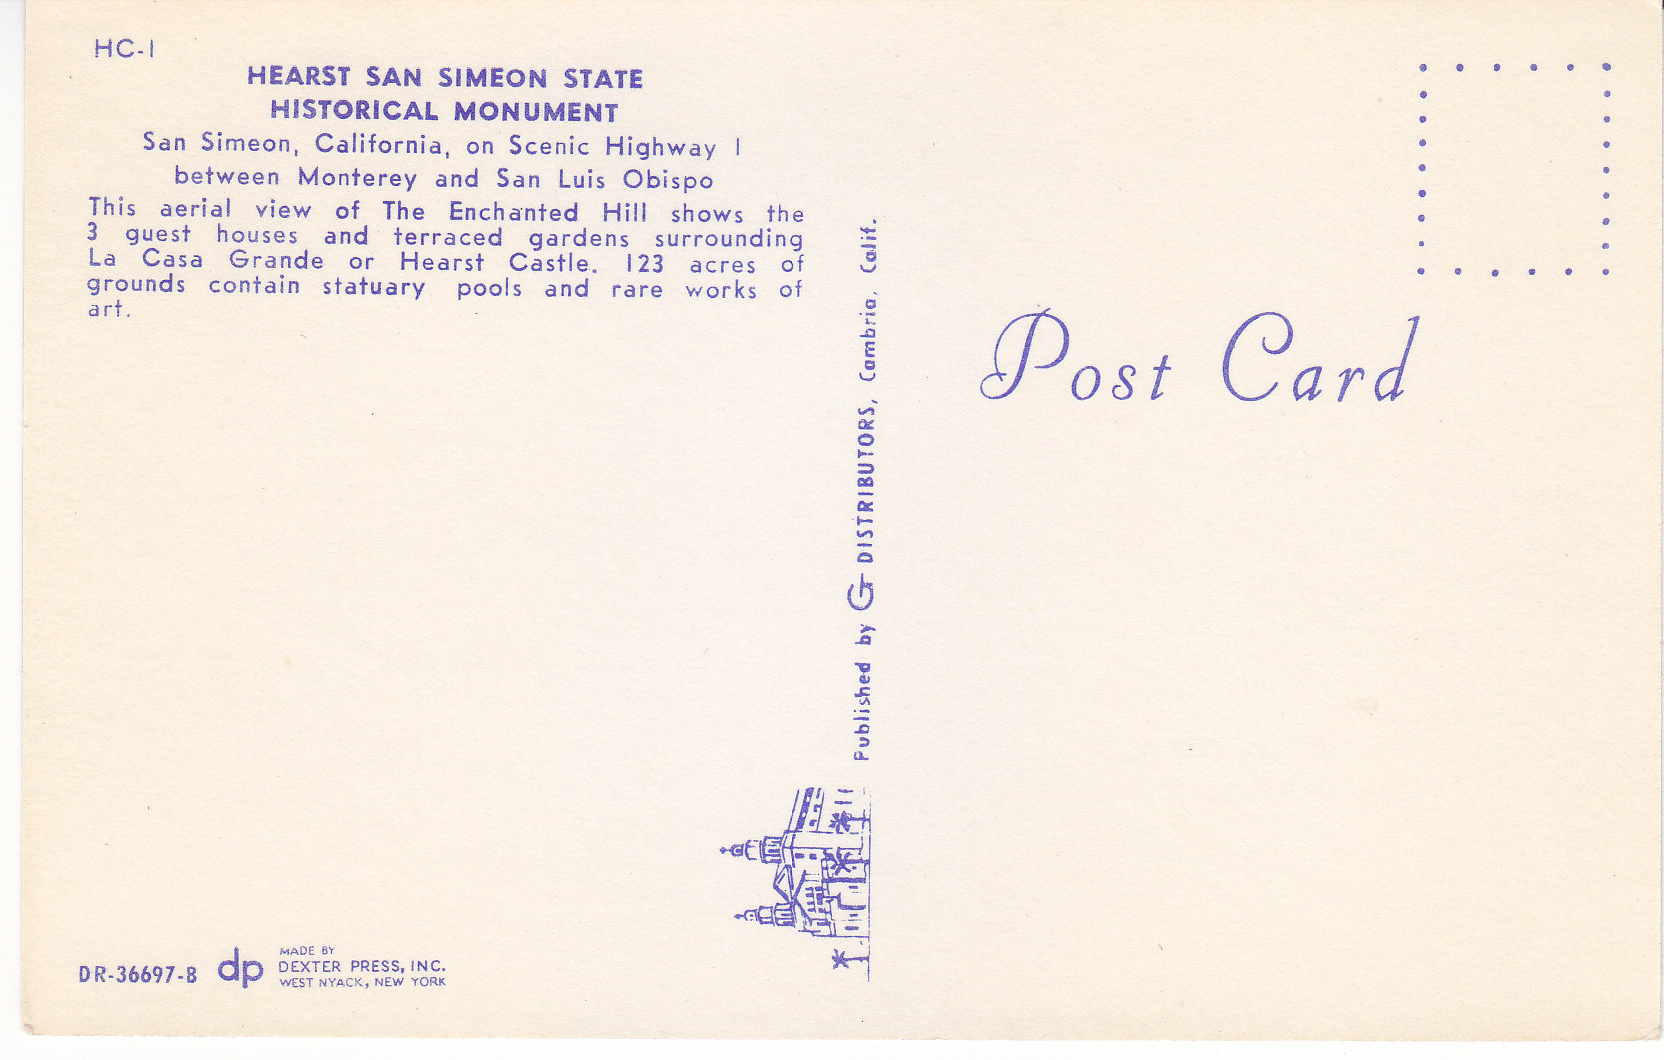 HC-1
HEARST SAN SIMEON STATE
HISTORICAL MONUMENT
San Simeon, California, on Scenic Highway 1
between Monterey and San Luis Obispo
This aerial view of The Enchanted Hill shows the
3 guest houses and terraced gardens surrounding
La Casa Grande or Hearst Castle. 123 acres of
grounds contain statuary pools and rare works of
art.
Published by G DISTRIBUTORS, Cambria, Calif.
Post Card
DR-36697-B
dp
MADE BY
DEXTER PRESS, INC.
WEST NYACK, NEW YORK